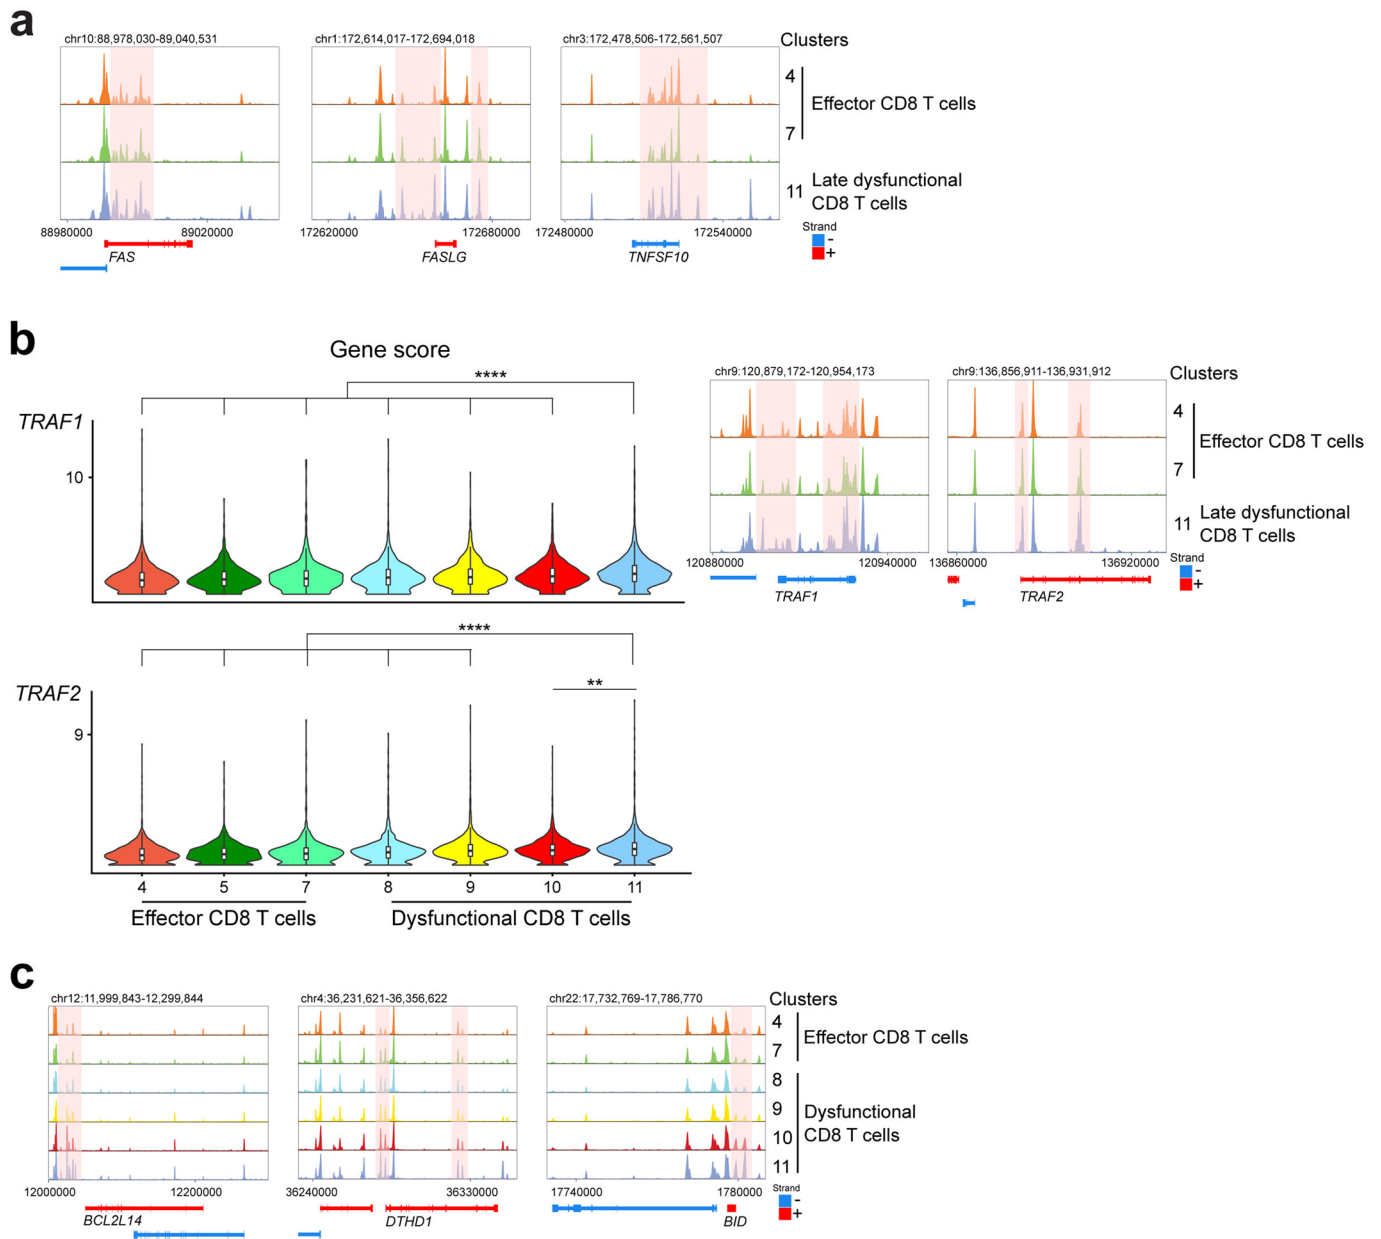 a
chr10:88,978,030-89,040,531
chr1:172,614,017-172,694,018
chr3:172,478,506-172,561,507
Clusters
4
Effector CD8 T cells
7
11
Late dysfunctional
CD8 T cells
88980000
89020000
172620000
172680000
172480000
172540000
Strand
-
+
FAS
FASLG
TNFSF10
b
Gene score
****
TRAF1
10
****
TRAF2
**
9
4
5
7
8
9
10
11
Effector CD8 T cells
Dysfunctional CD8 T cells
chr9:120,879,172-120,954,173
chr9:136,856,911-136,931,912
Clusters
4
Effector CD8 T cells
7
11
Late dysfunctional
CD8 T cells
120880000
120940000
136860000
136920000
Strand
-
+
TRAF1
TRAF2
c
chr12:11,999,843-12,299,844
chr4:36,231,621-36,356,622
chr22:17,732,769-17,786,770
Clusters
4
Effector CD8 T cells
7
8
9
Dysfunctional
CD8 T cells
10
11
12000000
12200000
36240000
36330000
17740000
17780000
Strand
-
+
BCL2L14
DTHD1
BID